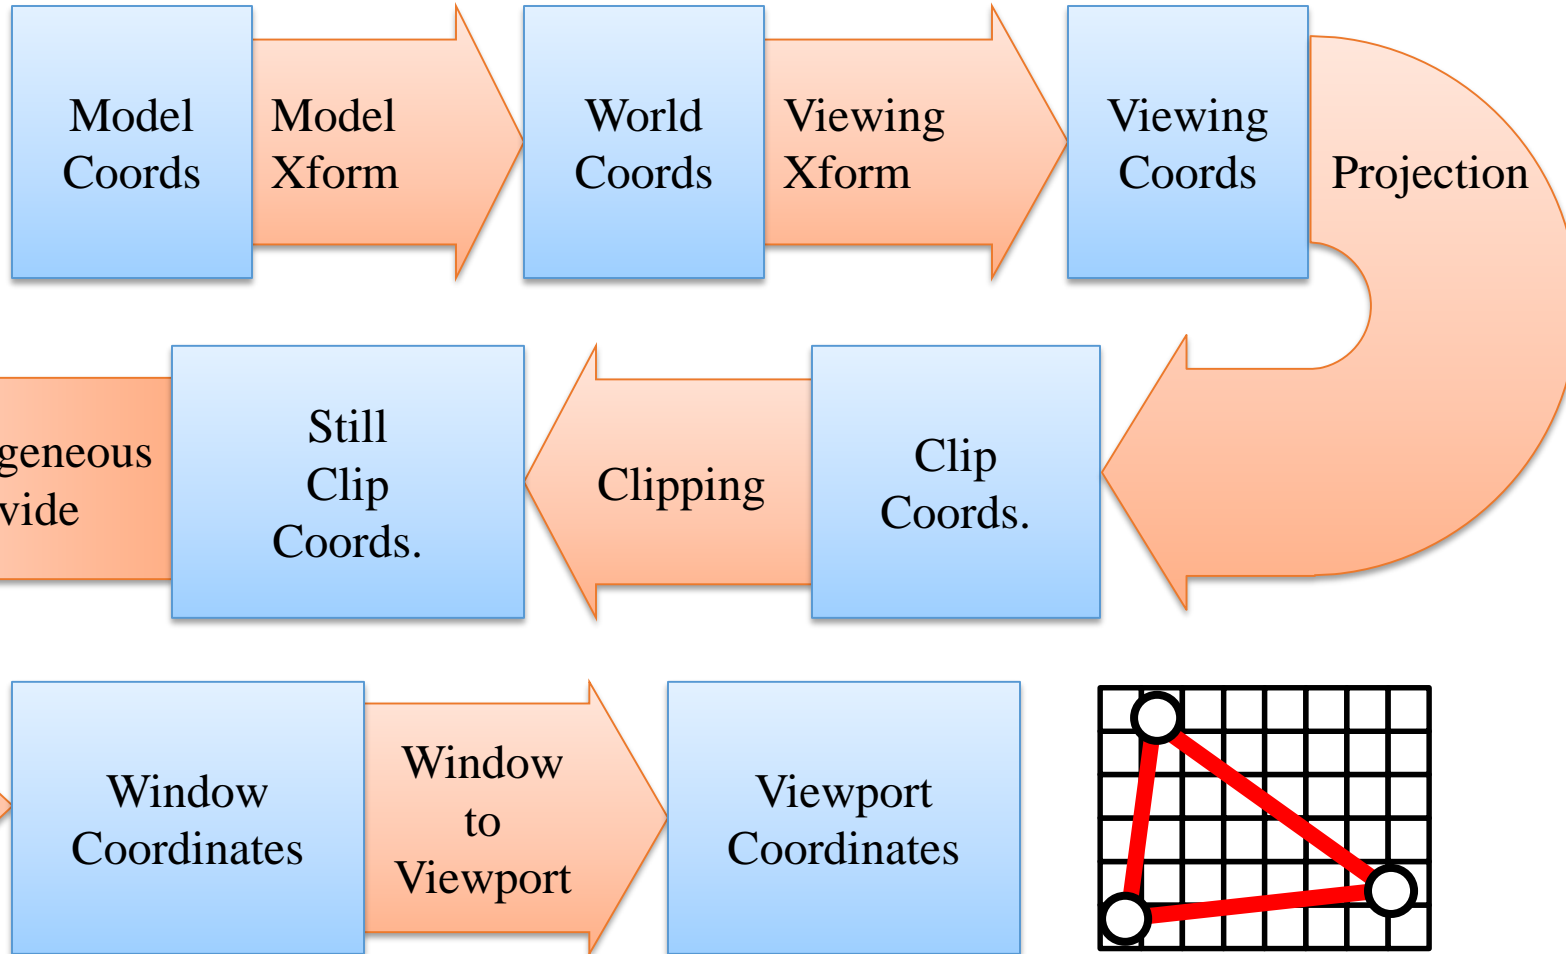 Model
Coords
Model
Xform
World
Coords
Viewing
Xform
Viewing
Coords
Projection
Clip
Coords.
Clipping
Still
Clip
Coords.
geneous
vide
Window
Coordinates
Window
to
Viewport
Viewport
Coordinates